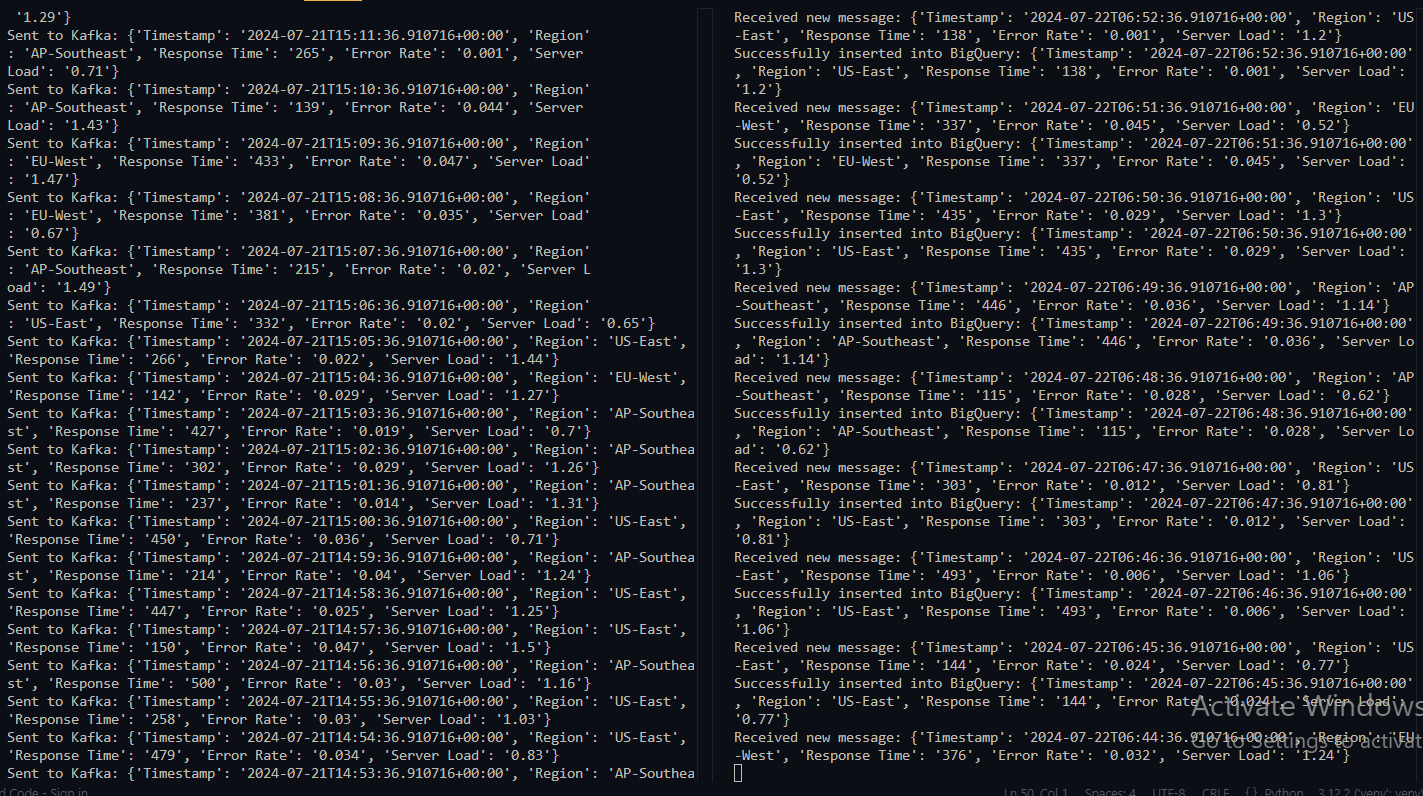 '1.29'}
Sent to Kafka: {'Timestamp': '2024-07-21T15:11:36.910716+00:00', 'Region'
: 'AP-Southeast', 'Response Time': '265', 'Error Rate': '0.001', 'Server
Load': '0.71'}
Sent to Kafka: {'Timestamp': '2024-07-21T15:10:36.910716+00:00', 'Region'
: 'AP-Southeast', 'Response Time': '139', 'Error Rate': '0.044', 'Server
Load': '1.43'}
Sent to Kafka: {'Timestamp': '2024-07-21T15:09:36.910716+00:00', 'Region'
: 'EU-West', 'Response Time': '433', 'Error Rate': '0.047', 'Server Load'
: '1.47'}
Sent to Kafka: {'Timestamp': '2024-07-21T15:08:36.910716+00:00', 'Region'
: 'EU-West', 'Response Time': '381', 'Error Rate': '0.035', 'Server Load'
: '0.67'}
Sent to Kafka: {'Timestamp': '2024-07-21T15:07:36.910716+00:00', 'Region'
: 'AP-Southeast', 'Response Time': '215', 'Error Rate': '0.02', 'Server L
oad': '1.49'}
Sent to Kafka: {'Timestamp': '2024-07-21T15:06:36.910716+00:00', 'Region'
: 'US-East', 'Response Time': '332', 'Error Rate': '0.02', 'Server Load': '0.65'}
Sent to Kafka: {'Timestamp': '2024-07-21T15:05:36.910716+00:00', 'Region': 'US-East',
'Response Time': '266', 'Error Rate': '0.022', 'Server Load': '1.44'}
Sent to Kafka: {'Timestamp': '2024-07-21T15:04:36.910716+00:00', 'Region': 'EU-West',
'Response Time': '142', 'Error Rate': '0.029', 'Server Load': '1.27'}
Sent to Kafka: {'Timestamp': '2024-07-21T15:03:36.910716+00:00', 'Region': 'AP-Southea
st', 'Response Time': '427', 'Error Rate': '0.019', 'Server Load': '0.7'}
Sent to Kafka: {'Timestamp': '2024-07-21T15:02:36.910716+00:00', 'Region': 'AP-Southea
st', 'Response Time': '302', 'Error Rate': '0.029', 'Server Load': '1.26'}
Sent to Kafka: {'Timestamp': '2024-07-21T15:01:36.910716+00:00', 'Region': 'AP-Southea
st', 'Response Time': '237', 'Error Rate': '0.014', 'Server Load': '1.31'}
Sent to Kafka: {'Timestamp': '2024-07-21T15:00:36.910716+00:00', 'Region': 'US-East',
'Response Time': '450', 'Error Rate': '0.036', 'Server Load': '0.71'}
Sent to Kafka: {'Timestamp': '2024-07-21T14:59:36.910716+00:00', 'Region': 'AP-Southea
st', 'Response Time': '214', 'Error Rate': '0.04', 'Server Load': '1.24'}
Sent to Kafka: {'Timestamp': '2024-07-21T14:58:36.910716+00:00', 'Region': 'US-East',
'Response Time': '447', 'Error Rate': '0.025', 'Server Load': '1.25'}
Sent to Kafka: {'Timestamp': '2024-07-21T14:57:36.910716+00:00', 'Region': 'US-East',
'Response Time': '150', 'Error Rate': '0.047', 'Server Load': '1.5'}
Sent to Kafka: {'Timestamp': '2024-07-21T14:56:36.910716+00:00', 'Region': 'AP-Southea
st', 'Response Time': '500', 'Error Rate': '0.03', 'Server Load': '1.16'}
Sent to Kafka: {'Timestamp': '2024-07-21T14:55:36.910716+00:00', 'Region': 'US-East',
'Response Time': '258', 'Error Rate': '0.03', 'Server Load': '1.03'}
Sent to Kafka: {'Timestamp': '2024-07-21T14:54:36.910716+00:00', 'Region': 'US-East',
'Response Time': '479', 'Error Rate': '0.034', 'Server Load': '0.83'}
Sent to Kafka: {'Timestamp': '2024-07-21T14:53:36.910716+00:00', 'Region': 'AP-Southea
Received new message: {'Timestamp': '2024-07-22T06:52:36.910716+00:00', 'Region': 'US
-East', 'Response Time': '138', 'Error Rate': '0.001', 'Server Load': '1.2'}
Successfully inserted into BigQuery: {'Timestamp': '2024-07-22T06:52:36.910716+00:00'
, 'Region': 'US-East', 'Response Time': '138', 'Error Rate': '0.001', 'Server Load':
'1.2'}
Received new message: {'Timestamp': '2024-07-22T06:51:36.910716+00:00', 'Region': 'EU
-West', 'Response Time': '337', 'Error Rate': '0.045', 'Server Load': '0.52'}
Successfully inserted into BigQuery: {'Timestamp': '2024-07-22T06:51:36.910716+00:00'
, 'Region': 'EU-West', 'Response Time': '337', 'Error Rate': '0.045', 'Server Load':
'0.52'}
Received new message: {'Timestamp': '2024-07-22T06:50:36.910716+00:00', 'Region': 'US
-East', 'Response Time': '435', 'Error Rate': '0.029', 'Server Load': '1.3'}
Successfully inserted into BigQuery: {'Timestamp': '2024-07-22T06:50:36.910716+00:00'
, 'Region': 'US-East', 'Response Time': '435', 'Error Rate': '0.029', 'Server Load':
'1.3'}
Received new message: {'Timestamp': '2024-07-22T06:49:36.910716+00:00', 'Region': 'AP
-Southeast', 'Response Time': '446', 'Error Rate': '0.036', 'Server Load': '1.14'}
Successfully inserted into BigQuery: {'Timestamp': '2024-07-22T06:49:36.910716+00:00'
, 'Region': 'AP-Southeast', 'Response Time': '446', 'Error Rate': '0.036', 'Server Lo
ad': '1.14'}
Received new message: {'Timestamp': '2024-07-22T06:48:36.910716+00:00', 'Region': 'AP
-Southeast', 'Response Time': '115', 'Error Rate': '0.028', 'Server Load': '0.62'}
Successfully inserted into BigQuery: {'Timestamp': '2024-07-22T06:48:36.910716+00:00'
, 'Region': 'AP-Southeast', 'Response Time': '115', 'Error Rate': '0.028', 'Server Lo
ad': '0.62'}
Received new message: {'Timestamp': '2024-07-22T06:47:36.910716+00:00', 'Region': 'US
-East', 'Response Time': '303', 'Error Rate': '0.012', 'Server Load': '0.81'}
Successfully inserted into BigQuery: {'Timestamp': '2024-07-22T06:47:36.910716+00:00'
, 'Region': 'US-East', 'Response Time': '303', 'Error Rate': '0.012', 'Server Load':
'0.81'}
Received new message: {'Timestamp': '2024-07-22T06:46:36.910716+00:00', 'Region': 'US
-East', 'Response Time': '493', 'Error Rate': '0.006', 'Server Load': '1.06'}
Successfully inserted into BigQuery: {'Timestamp': '2024-07-22T06:46:36.910716+00:00'
, 'Region': 'US-East', 'Response Time': '493', 'Error Rate': '0.006', 'Server Load':
'1.06'}
Received new message: {'Timestamp': '2024-07-22T06:45:36.910716+00:00', 'Region': 'US
-East', 'Response Time': '144', 'Error Rate': '0.024', 'Server Load': '0.77'}
Successfully inserted into BigQuery: {'Timestamp': '2024-07-22T06:45:36.910716+00:00'
, 'Region': 'US-East', 'Response Time': '144', 'Error Rate': '0.024', 'Server Load':
'0.77'}
Received new message: {'Timestamp': '2024-07-22T06:44:36.910716+00:00', 'Region': 'EU
-West', 'Response Time': '376', 'Error Rate': '0.032', 'Server Load': '1.24'}
Activate Windows
Go to Settings to activat
d Code - Sign in
Ln 50, Col 1 Spaces: 4 UTF-8 CRLF {} Python 3.12.2 ('venv': venv)